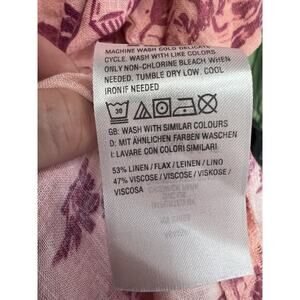 MACHINE WASH COLD DELICATE
CYCLE. WASH WITH LIKE COLORS
ONLY NON-CHLORINE BLEACH WHEN
NEEDED. TUMBLE DRY LOW. COOL
IRON IF NEEDED
30
GB: WASH WITH SIMILAR COLOURS
D: MIT ÄHNLICHEN FARBEN WASCHEN
I: LAVARE CON COLORI SIMILARI
53% LINEN / FLAX / LEINEN / LINO
47% VISCOSE / VISCOSE / VISKOSE /
VISCOSA